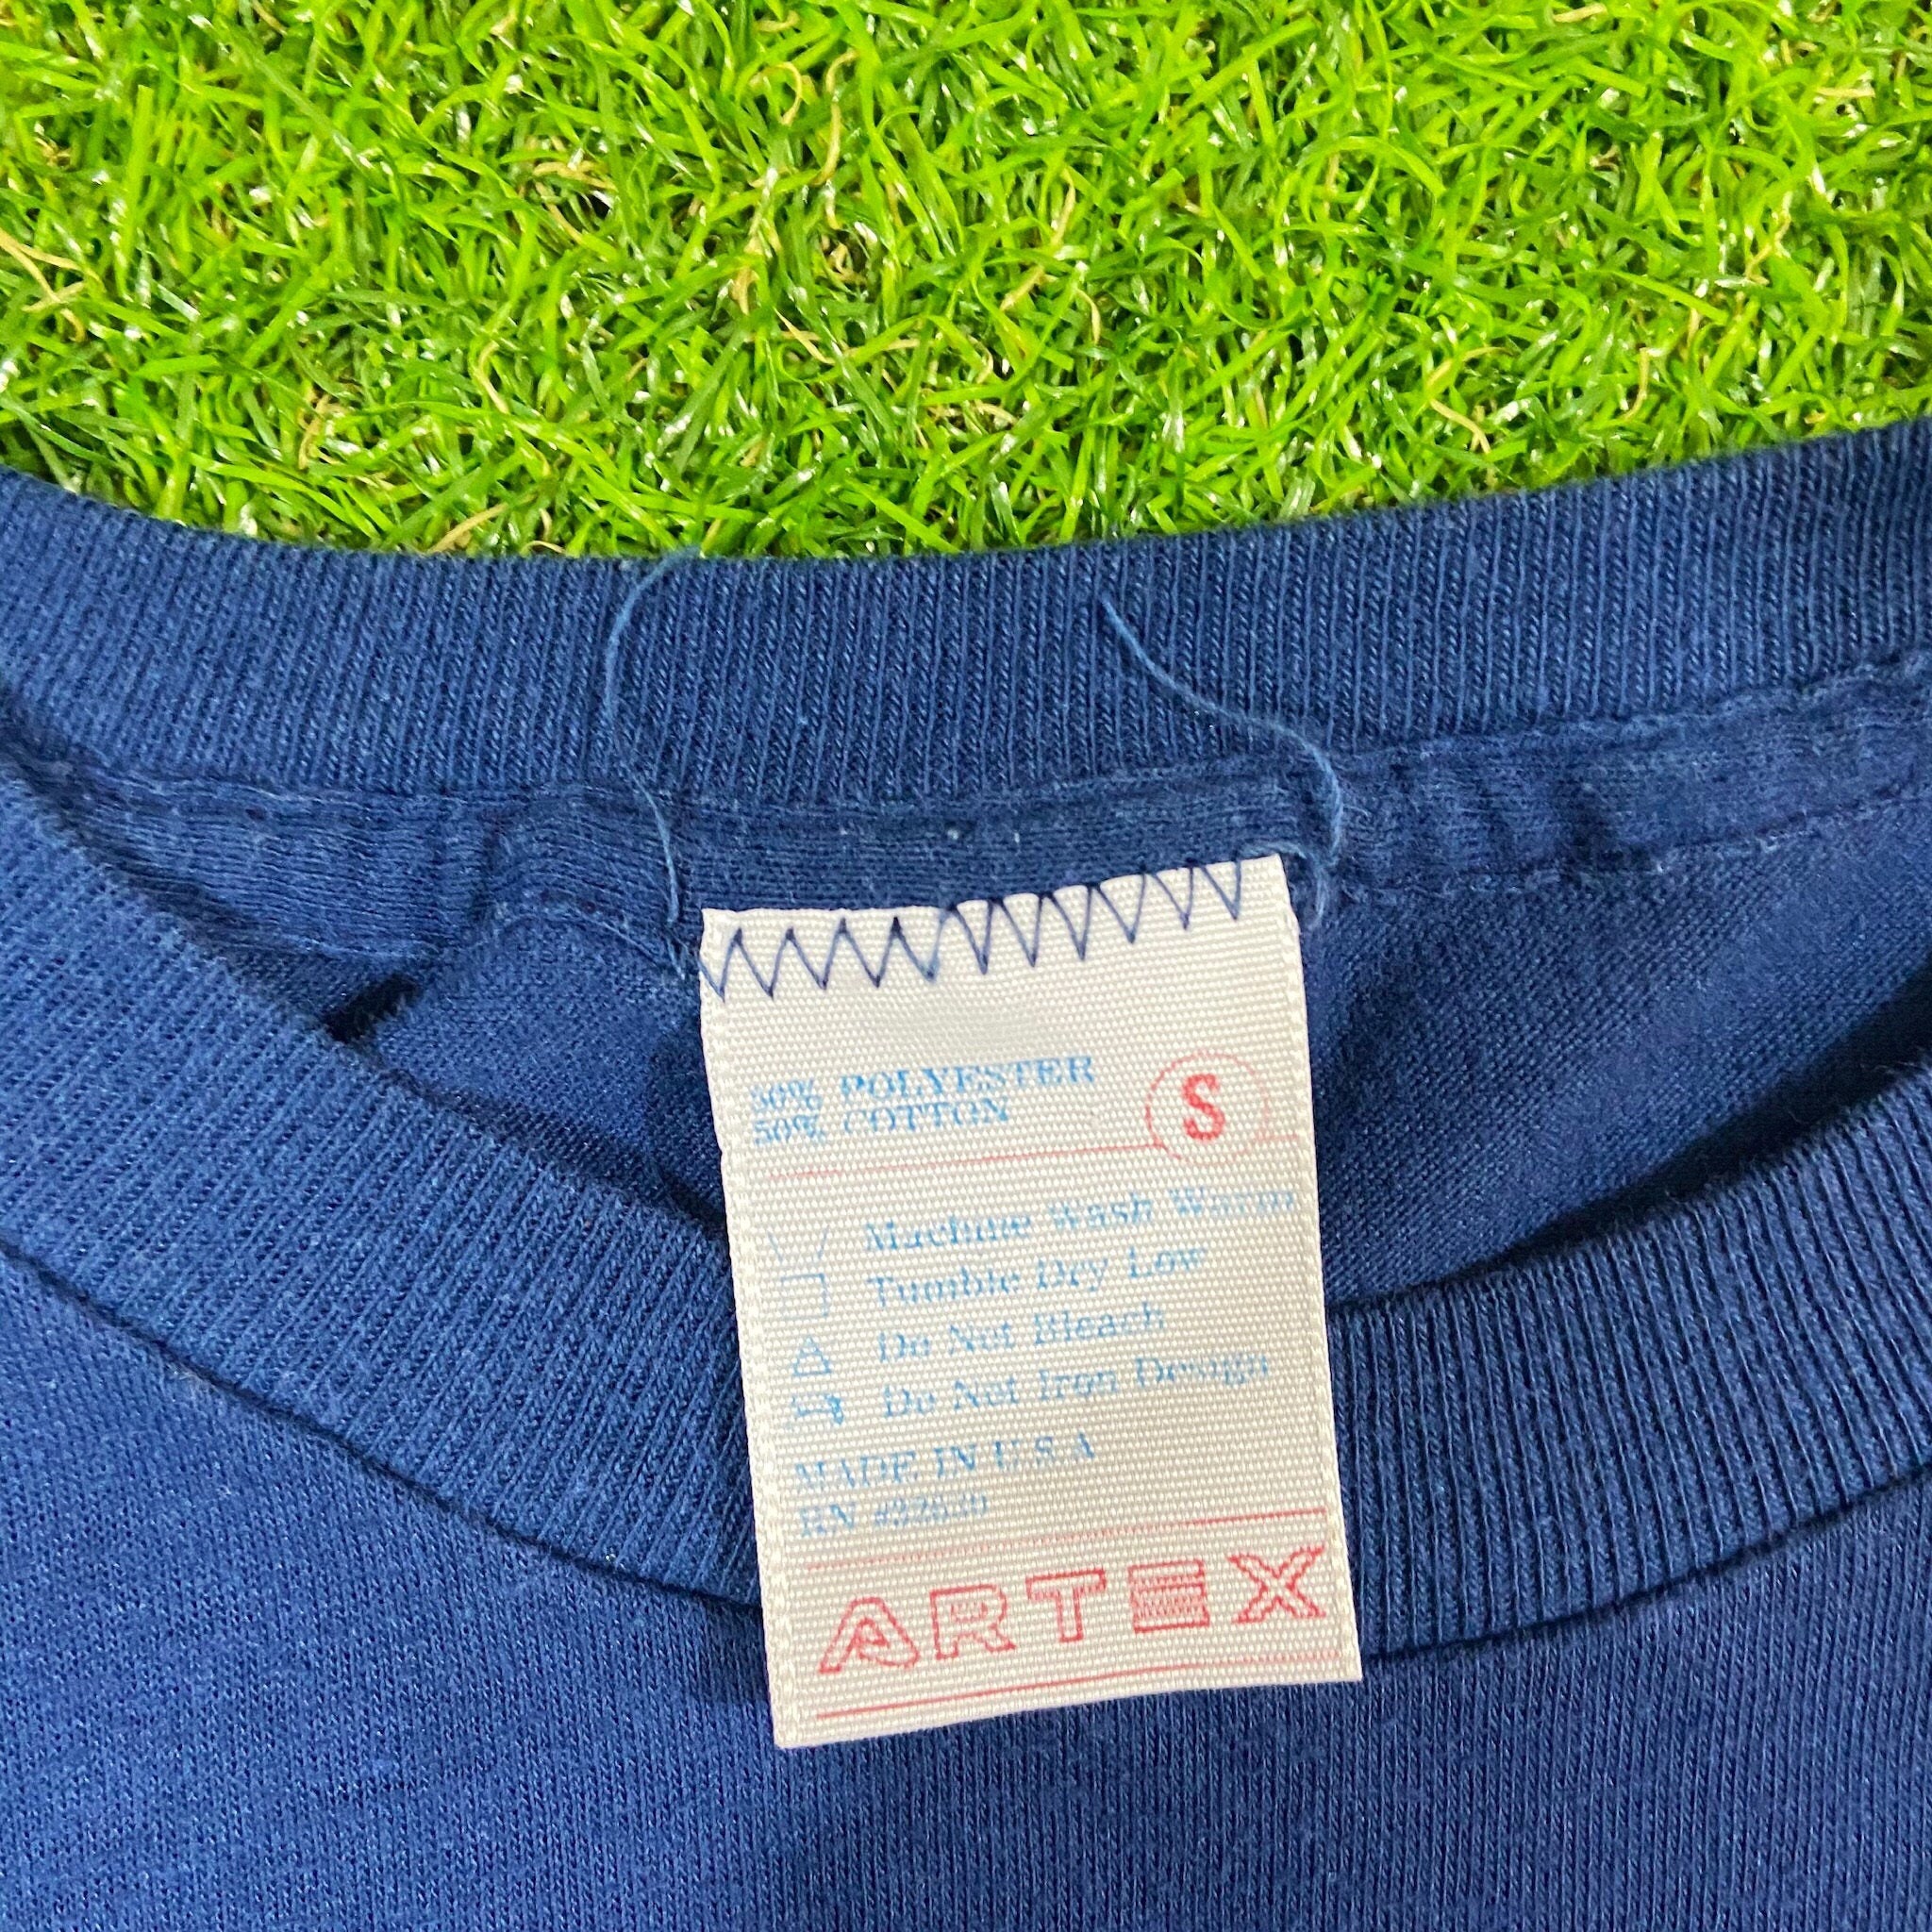 50% POLYESTER
50% COTTON
S
Machine Wash Warm
Tumble Dry Low
Do Not Bleach
Do Not Iron Design
MADE IN U.S.A
RN
ARTEX